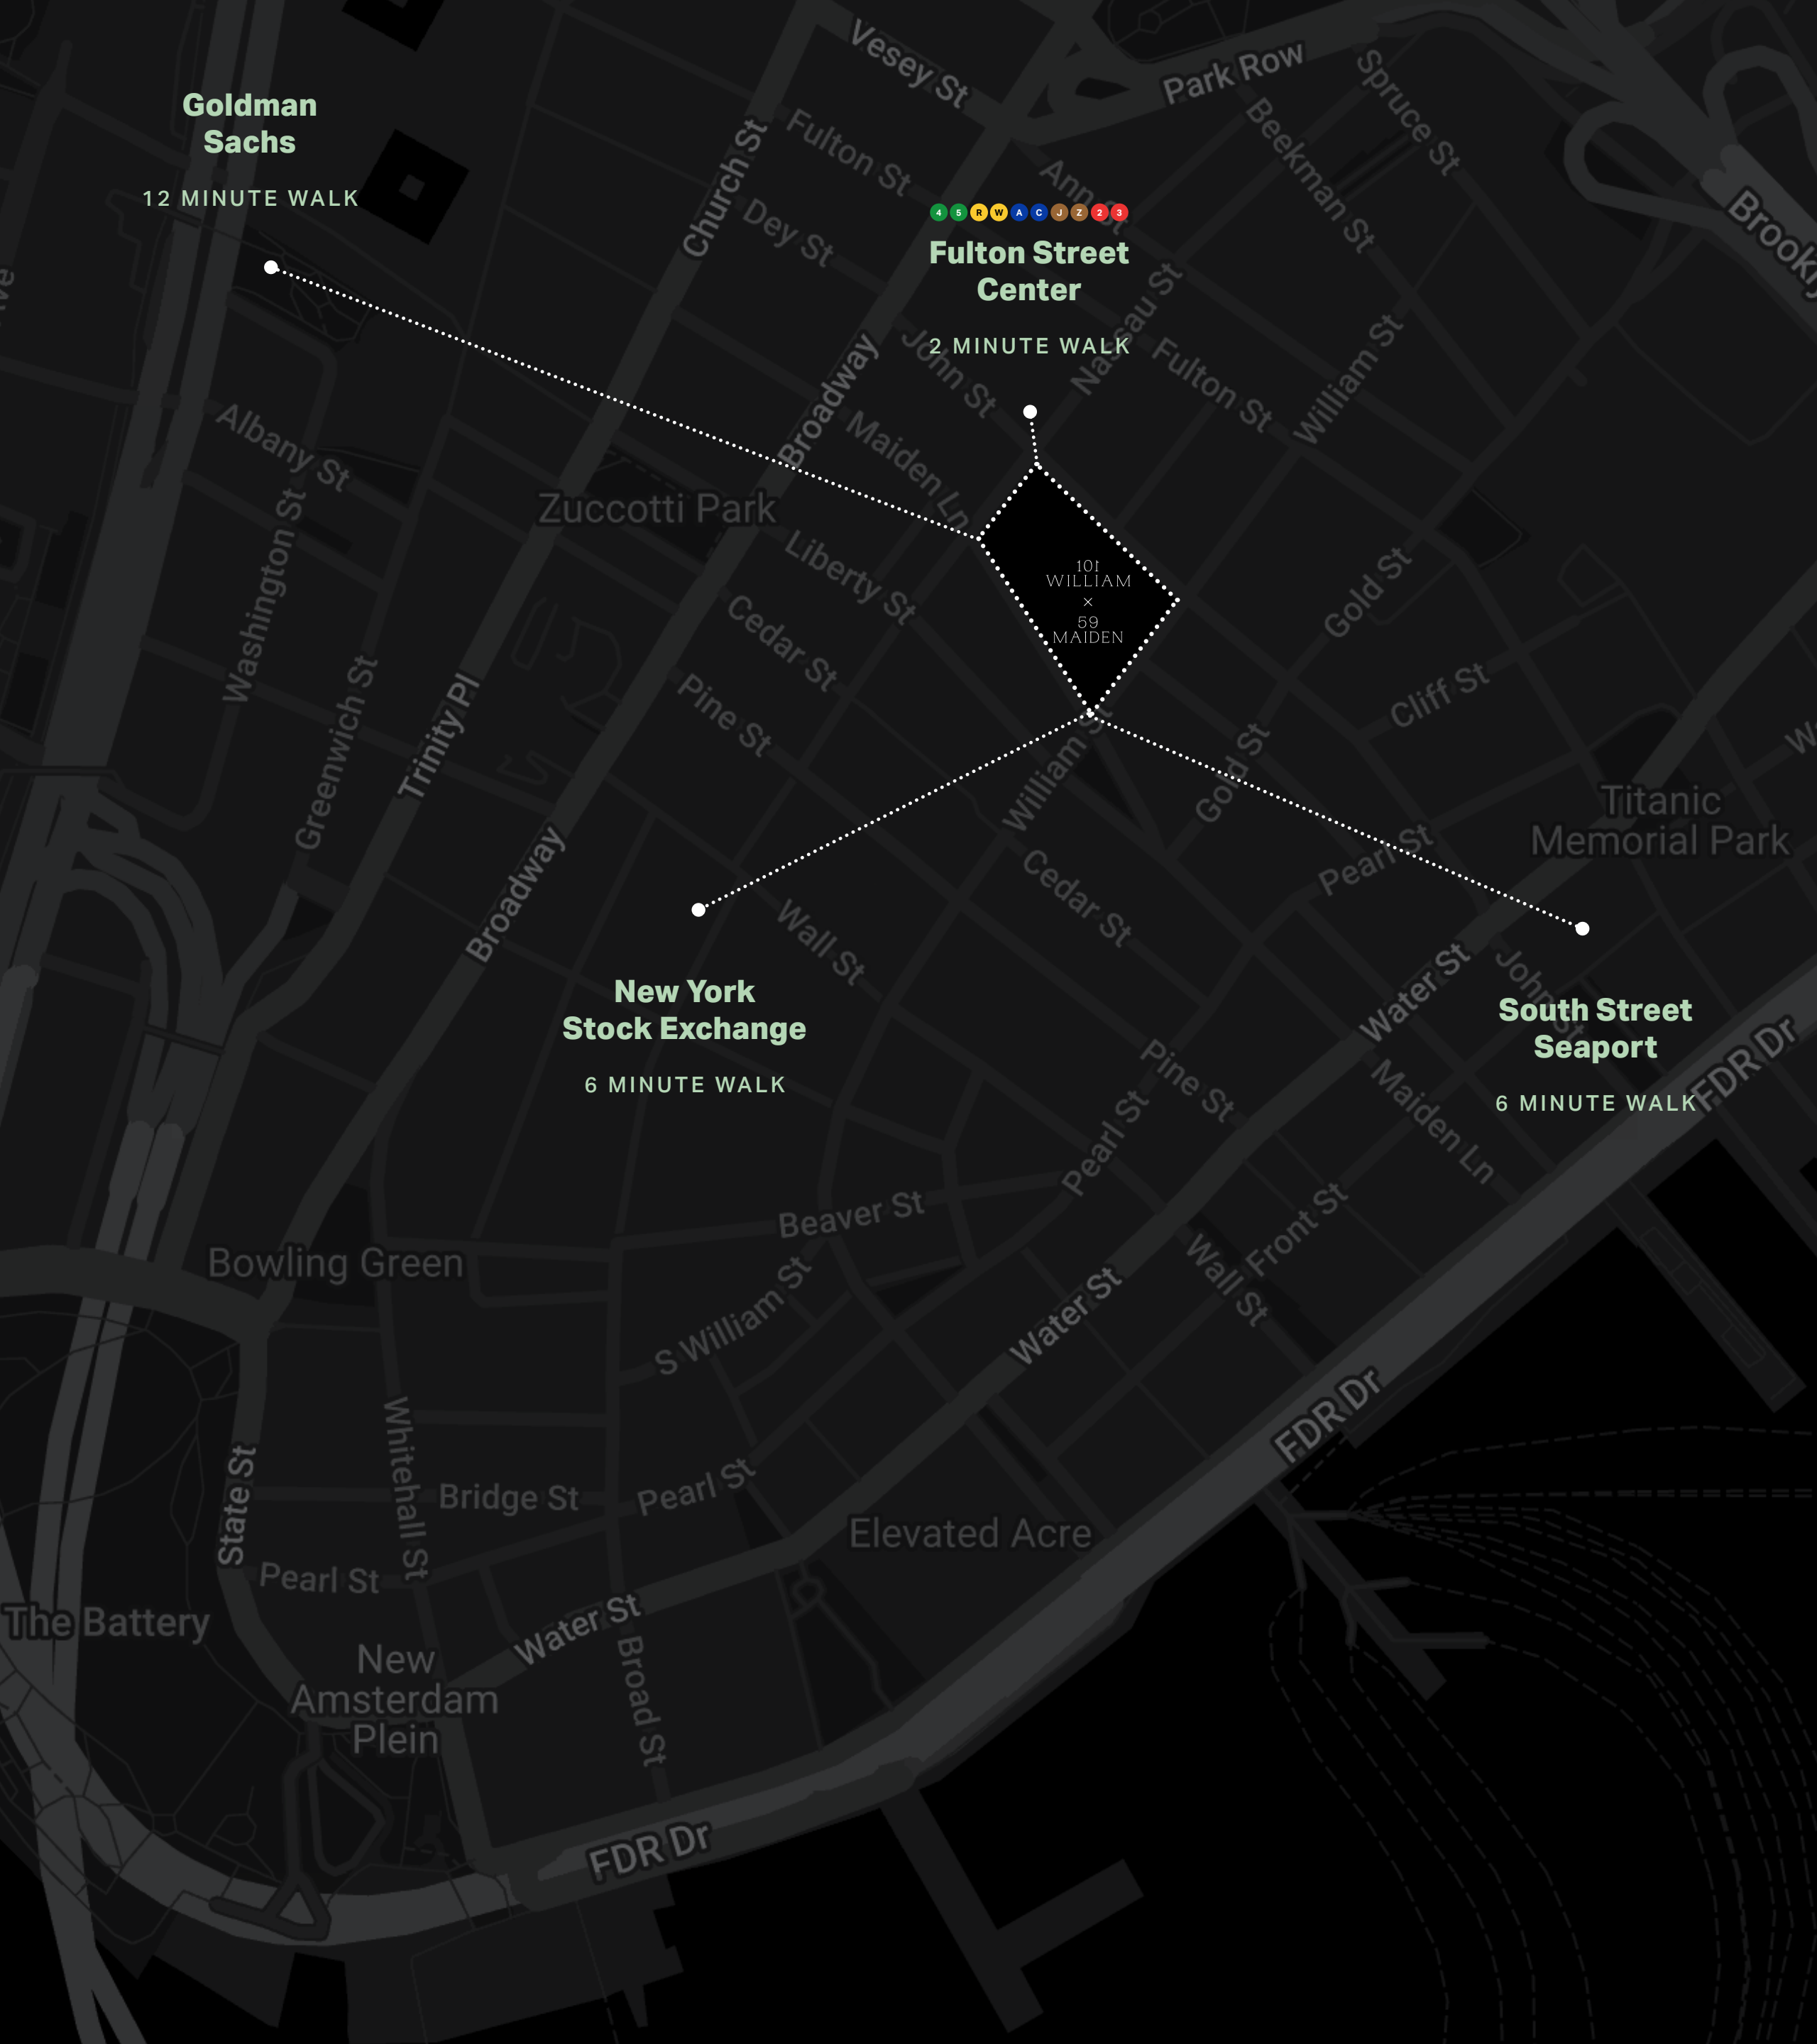 Vesey St
Park Row
Spruce St
Goldman
Sachs
12 MINUTE WALK
Church St
Fulton St
Ann St
Beekman St
Brookly
Dey St
4 5 R W A C J Z 2 3
Fulton Street
Center
2 MINUTE WALK
Nassau St
John St
Fulton St
William St
Broadway
Albany St
Maiden Ln
Zuccotti Park
Washington St
Liberty St
101
WILLIAM
×
59
MAIDEN
Gold St
Cedar St
Greenwich St
Trinity Pl
Pine St
Cliff St
William St
Gold St
Titanic
Memorial Park
Broadway
Pearl St
Cedar St
Wall St
Water St
John St
New York
Stock Exchange
6 MINUTE WALK
South Street
Seaport
6 MINUTE WALK
FDR Dr
Pine St
Maiden Ln
Pearl St
Beaver St
Front St
Bowling Green
Wall St
S William St
Water St
FDR Dr
Whitehall St
State St
Bridge St
Pearl St
Elevated Acre
Pearl St
The Battery
Water St
New
Amsterdam
Plein
Broad St
FDR Dr